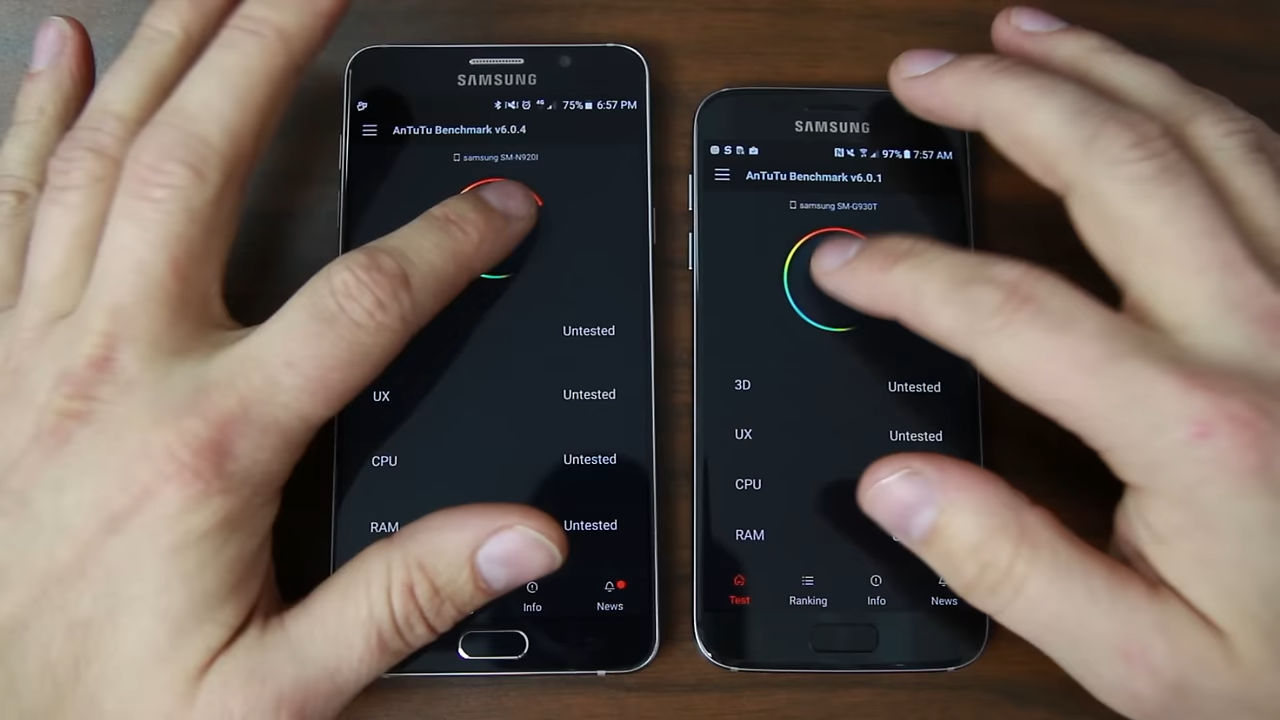 SAMSUNG
4G 75% 6:57 PM
AnTuTu Benchmark v6.0.4
samsung SM-N920I
Untested
UX Untested
CPU Untested
RAM Untested
Info
News
SAMSUNG
S 97% 7:57 AM
AnTuTu Benchmark v6.0.1
samsung SM-G930T
3D Untested
UX Untested
CPU
RAM
Test
Ranking
Info
News